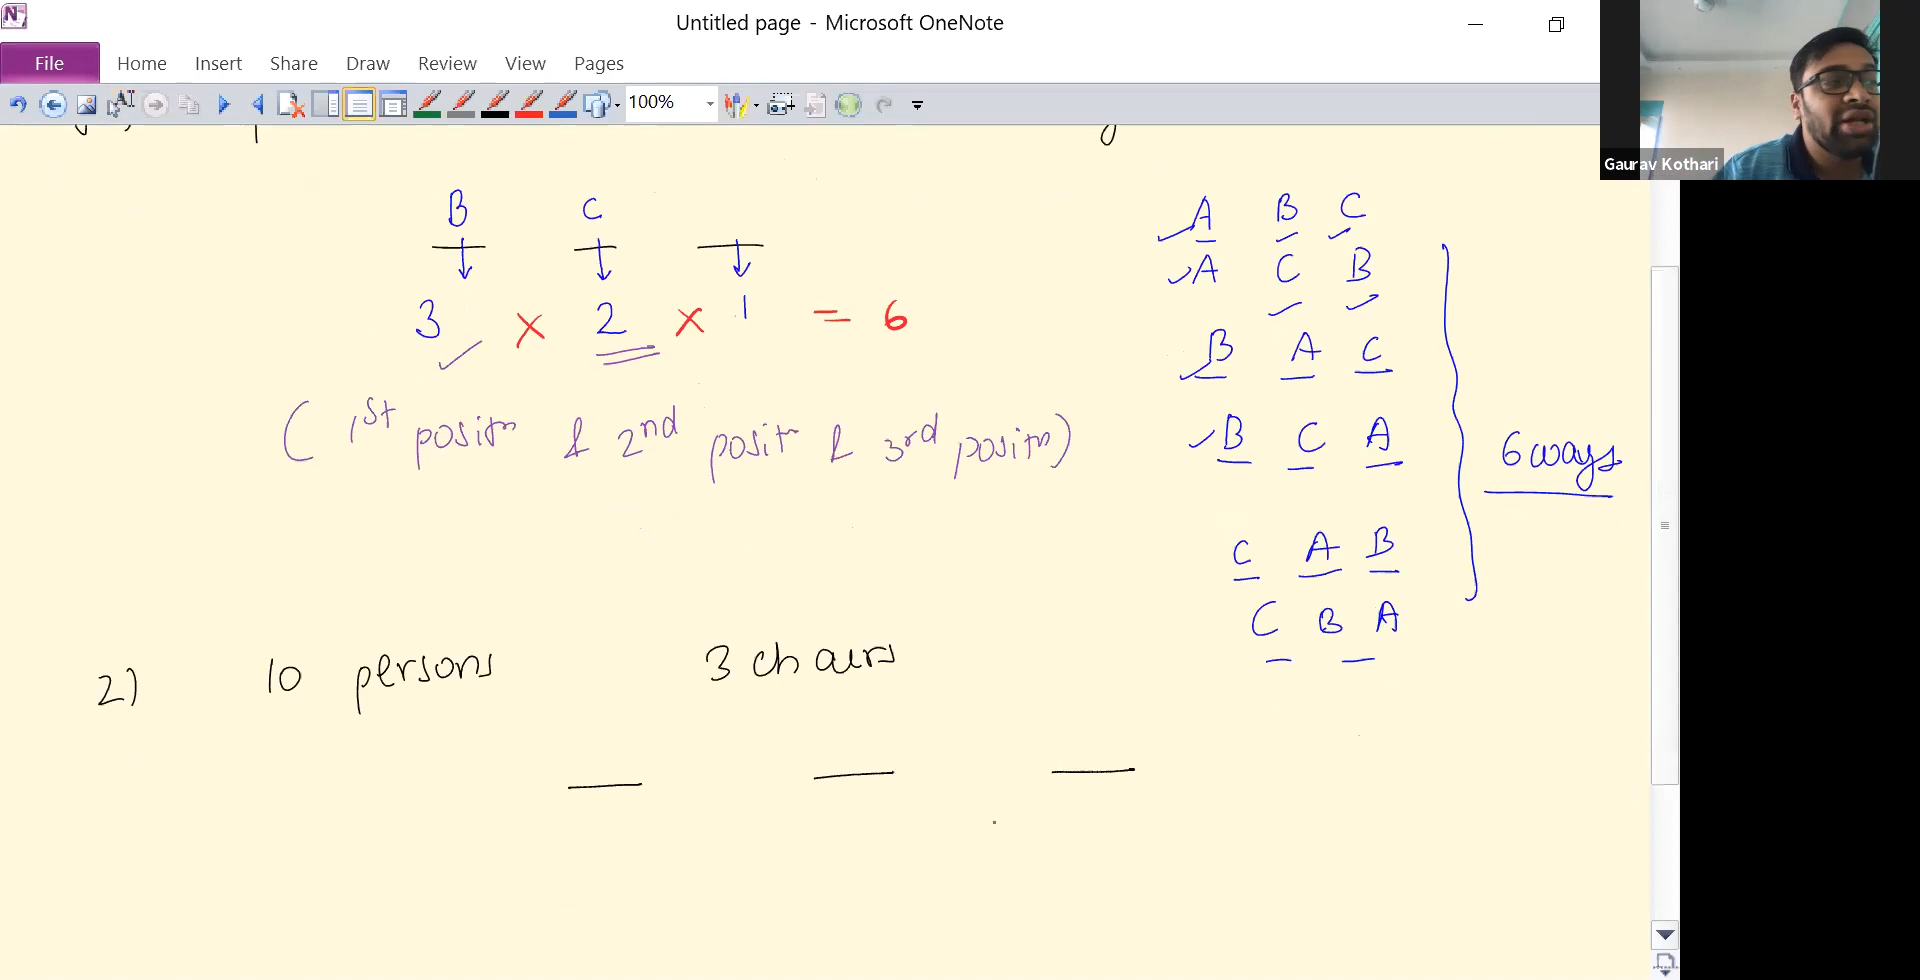 Untitled page - Microsoft OneNote
File Home Insert Share Draw Review View Pages
100%
Gaurav Kothari
B C
3 × 2 × 1 = 6
(1st positn & 2nd posit & 3rd positn)
A B C
A C B
B A C
B C A
C A B
C B A
6 ways
2) 10 persons 3 chairs